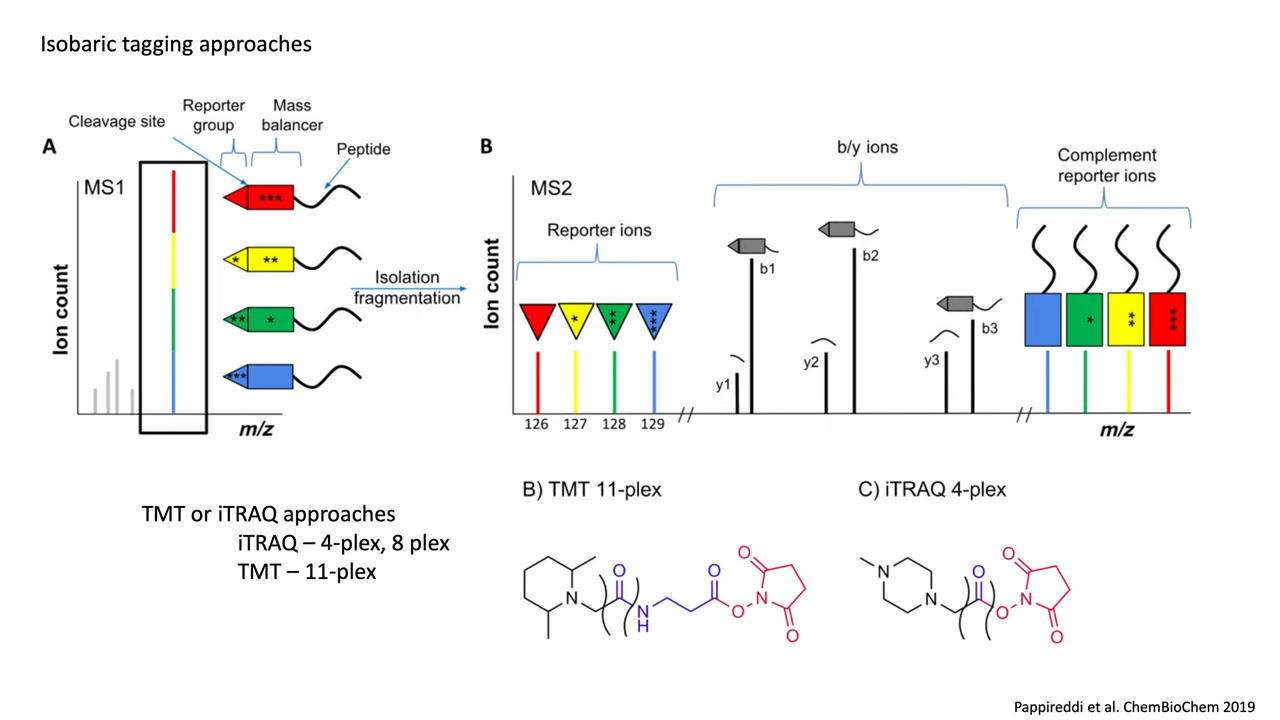 Isobaric tagging approaches
A
Cleavage site
Reporter
group
Mass
balancer
Peptide
MS1
***
*
**
**
*
***
Ion count
m/z
Isolation
fragmentation
B
MS2
Ion count
Reporter ions
*
**
***
126
127
128
129
b/y ions
y1
b1
y2
b2
y3
b3
Complement
reporter ions
*
**
***
m/z
TMT or iTRAQ approaches
iTRAQ – 4-plex, 8 plex
TMT – 11-plex
B) TMT 11-plex
N
O
N
H
O
O
N
O
O
C) iTRAQ 4-plex
N
N
O
O
N
O
O
Pappireddi et al. ChemBioChem 2019